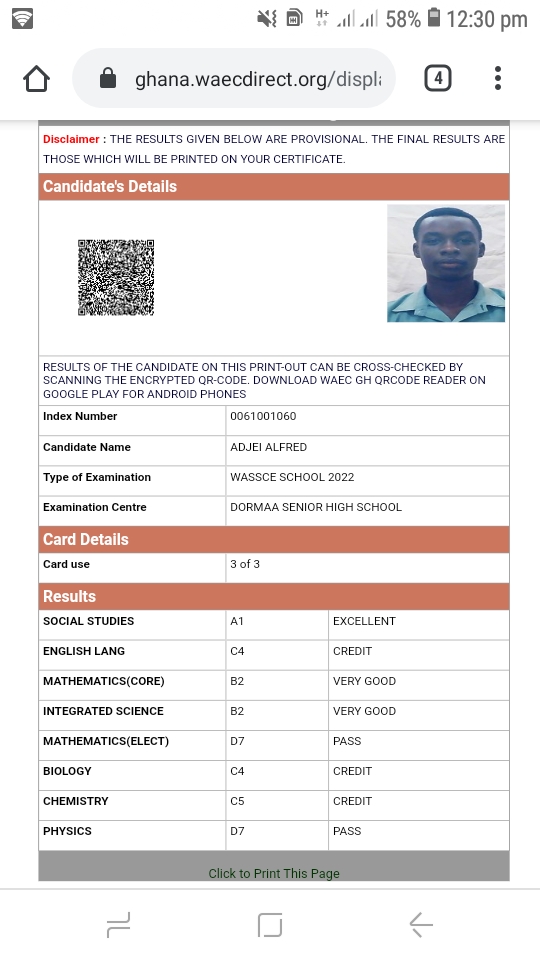 H+ 58% 12:30 pm
ghana.waecdirect.org/displ
4
Disclaimer : THE RESULTS GIVEN BELOW ARE PROVISIONAL. THE FINAL RESULTS ARE
THOSE WHICH WILL BE PRINTED ON YOUR CERTIFICATE.
Candidate's Details
RESULTS OF THE CANDIDATE ON THIS PRINT-OUT CAN BE CROSS-CHECKED BY
SCANNING THE ENCRYPTED QR-CODE. DOWNLOAD WAEC GH QRCODE READER ON
GOOGLE PLAY FOR ANDROID PHONES
Index Number 0061001060
Candidate Name ADJEI ALFRED
Type of Examination WASSCE SCHOOL 2022
Examination Centre DORMAA SENIOR HIGH SCHOOL
Card Details
Card use 3 of 3
Results
SOCIAL STUDIES A1 EXCELLENT
ENGLISH LANG C4 CREDIT
MATHEMATICS(CORE) B2 VERY GOOD
INTEGRATED SCIENCE B2 VERY GOOD
MATHEMATICS(ELECT) D7 PASS
BIOLOGY C4 CREDIT
CHEMISTRY C5 CREDIT
PHYSICS D7 PASS
Click to Print This Page